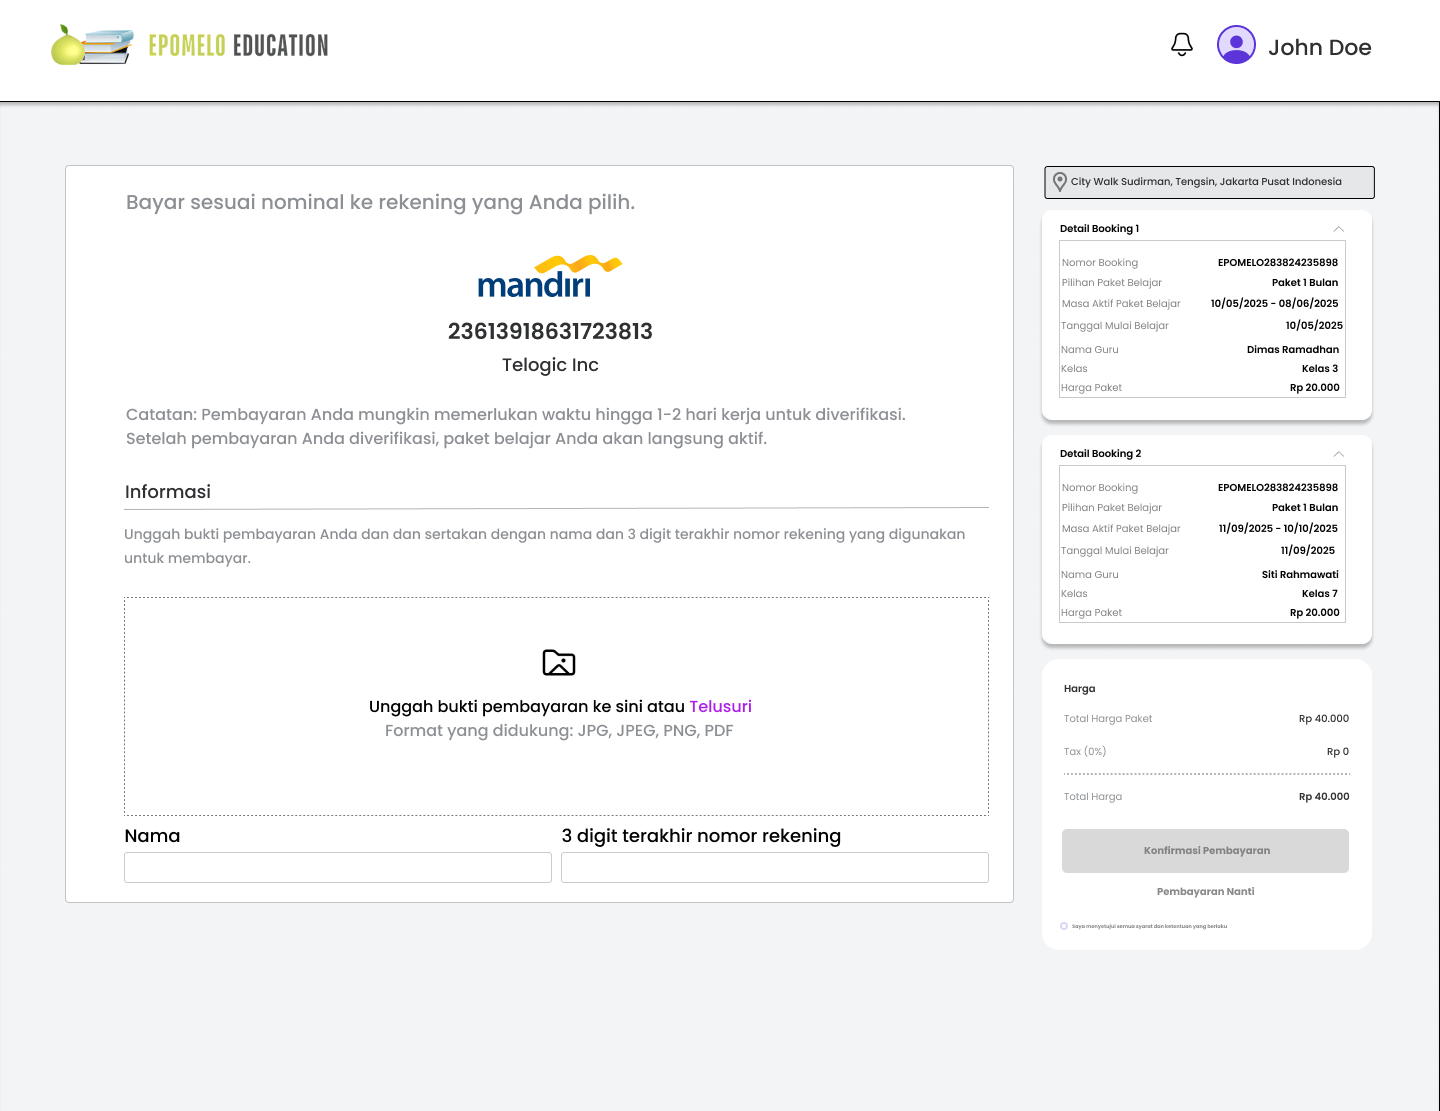 EPOMELO EDUCATION
John Doe
Bayar sesuai nominal ke rekening yang Anda pilih.
mandiri
23613918631723813
Telogic Inc
Catatan: Pembayaran Anda mungkin memerlukan waktu hingga 1-2 hari kerja untuk diverifikasi.
Setelah pembayaran Anda diverifikasi, paket belajar Anda akan langsung aktif.
Informasi
Unggah bukti pembayaran Anda dan dan sertakan dengan nama dan 3 digit terakhir nomor rekening yang digunakan
untuk membayar.
Unggah bukti pembayaran ke sini atau Telusuri
Format yang didukung: JPG, JPEG, PNG, PDF
Nama
3 digit terakhir nomor rekening
City Walk Sudirman, Tengsin, Jakarta Pusat Indonesia
Detail Booking 1
Nomor Booking EPOMELO283824235898
Pilihan Paket Belajar Paket 1 Bulan
Masa Aktif Paket Belajar 10/05/2025 - 08/06/2025
Tanggal Mulai Belajar 10/05/2025
Nama Guru Dimas Ramadhan
Kelas Kelas 3
Harga Paket Rp 20.000
Detail Booking 2
Nomor Booking EPOMELO283824235898
Pilihan Paket Belajar Paket 1 Bulan
Masa Aktif Paket Belajar 11/09/2025 - 10/10/2025
Tanggal Mulai Belajar 11/09/2025
Nama Guru Siti Rahmawati
Kelas Kelas 7
Harga Paket Rp 20.000
Harga
Total Harga Paket Rp 40.000
Tax (0%) Rp 0
Total Harga Rp 40.000
Konfirmasi Pembayaran
Pembayaran Nanti
Saya menyetujui semua syarat dan ketentuan yang berlaku